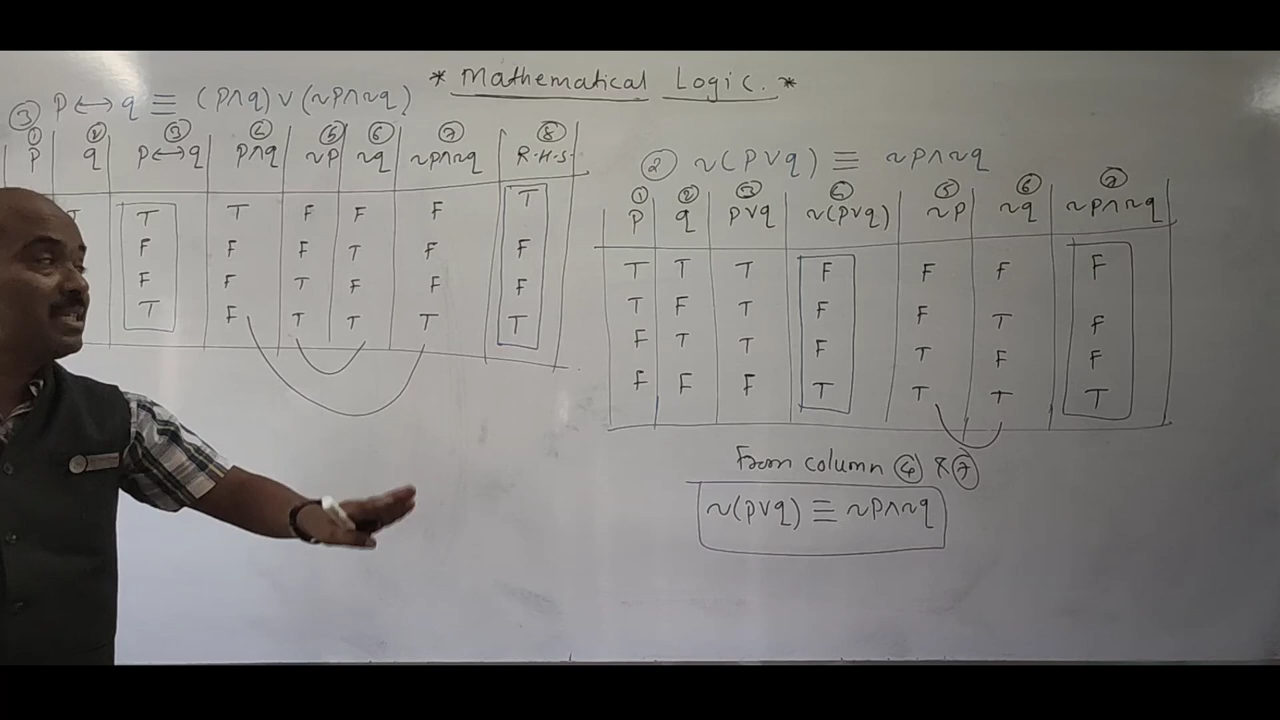 * Mathematical Logic. *
③ p ↔ q ≡ (p∧q) ∨ (~p∧~q)
① ② ③ ④ ⑤ ⑥ ⑦ ⑧
p q p↔q p∧q ~p ~q ~p∧~q R.H.S.
T T T F F F T
F F F T F F
F F T F F F
T F T T T T
② ~(p∨q) ≡ ~p∧~q
① ② ③ ④ ⑤ ⑥ ⑦
p q p∨q ~(p∨q) ~p ~q ~p∧~q
T T T F F F F
T F T F F T F
F T T F T F F
F F F T T T T
From column ④ & ⑦
~(p∨q) ≡ ~p∧~q